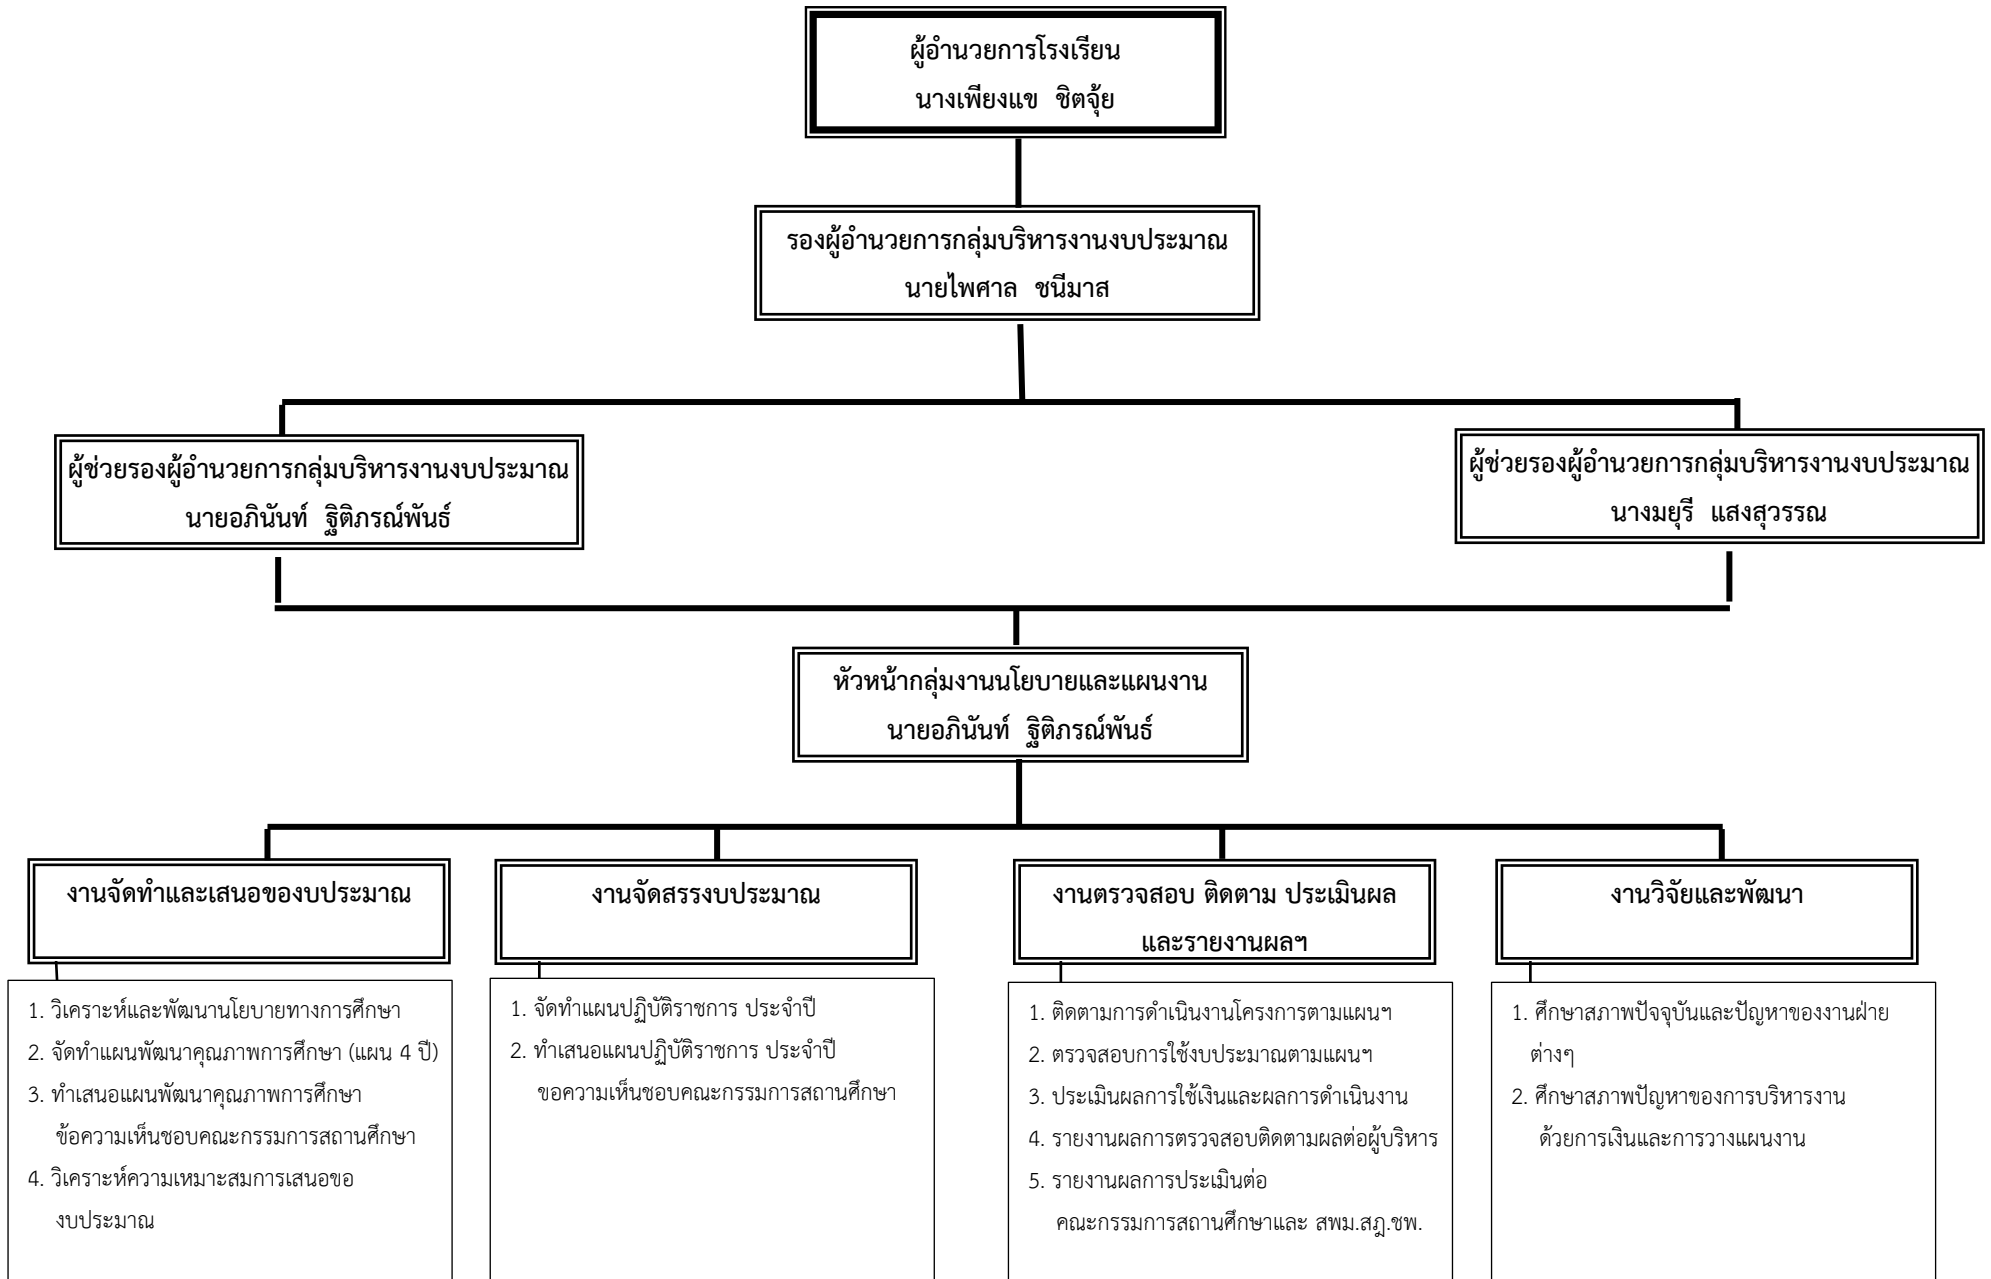 ผู้อำนวยการโรงเรียน
นางเพียงแข  ชิตจุ้ย
รองผู้อำนวยการกลุ่มบริหารงานงบประมาณ
นายไพศาล  ชนีมาส
ผู้ช่วยรองผู้อำนวยการกลุ่มบริหารงานงบประมาณ
นายอภินันท์  ฐิติภรณ์พันธ์
ผู้ช่วยรองผู้อำนวยการกลุ่มบริหารงานงบประมาณ
นางมยุรี  แสงสุวรรณ
หัวหน้ากลุ่มงานนโยบายและแผนงาน
นายอภินันท์  ฐิติภรณ์พันธ์
งานจัดทำและเสนอของบประมาณ
1. วิเคราะห์และพัฒนานโยบายทางการศึกษา
2. จัดทำแผนพัฒนาคุณภาพการศึกษา (แผน 4 ปี)
3. ทำเสนอแผนพัฒนาคุณภาพการศึกษา
ข้อความเห็นชอบคณะกรรมการสถานศึกษา
4. วิเคราะห์ความเหมาะสมการเสนอขอ
งบประมาณ
งานจัดสรรงบประมาณ
1. จัดทำแผนปฏิบัติราชการ ประจำปี
2. ทำเสนอแผนปฏิบัติราชการ ประจำปี
ขอความเห็นชอบคณะกรรมการสถานศึกษา
งานตรวจสอบ ติดตาม ประเมินผล
และรายงานผลฯ
1. ติดตามการดำเนินงานโครงการตามแผนฯ
2. ตรวจสอบการใช้งบประมาณตามแผนฯ
3. ประเมินผลการใช้เงินและผลการดำเนินงาน
4. รายงานผลการตรวจสอบติดตามผลต่อผู้บริหาร
5. รายงานผลการประเมินต่อ
คณะกรรมการสถานศึกษาและ สพม.สฎ.ชพ.
งานวิจัยและพัฒนา
1. ศึกษาสภาพปัจจุบันและปัญหาของงานฝ่าย
ต่างๆ
2. ศึกษาสภาพปัญหาของการบริหารงาน
ด้วยการเงินและการวางแผนงาน